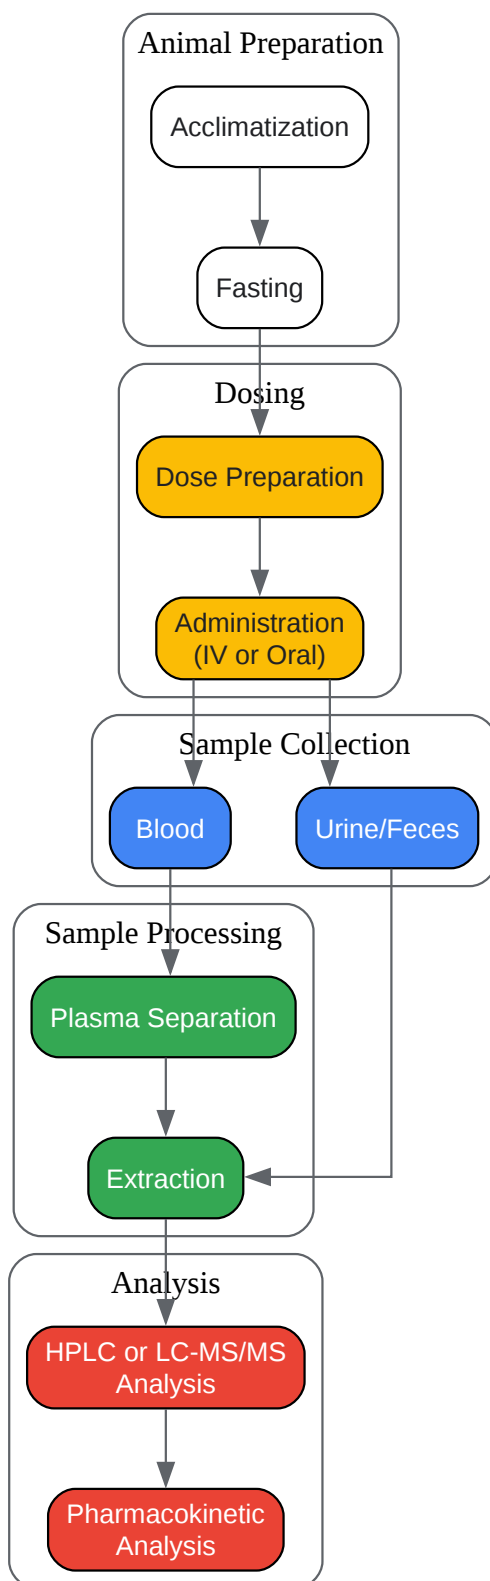 Animal Preparation
Acclimatization
Fasting
Dosing
Dose Preparation
Administration
(IV or Oral)
Sample Collection
Blood
Urine/Feces
Sample Processing
Plasma Separation
Extraction
Analysis
HPLC or LC-MS/MS
Analysis
Pharmacokinetic
Analysis